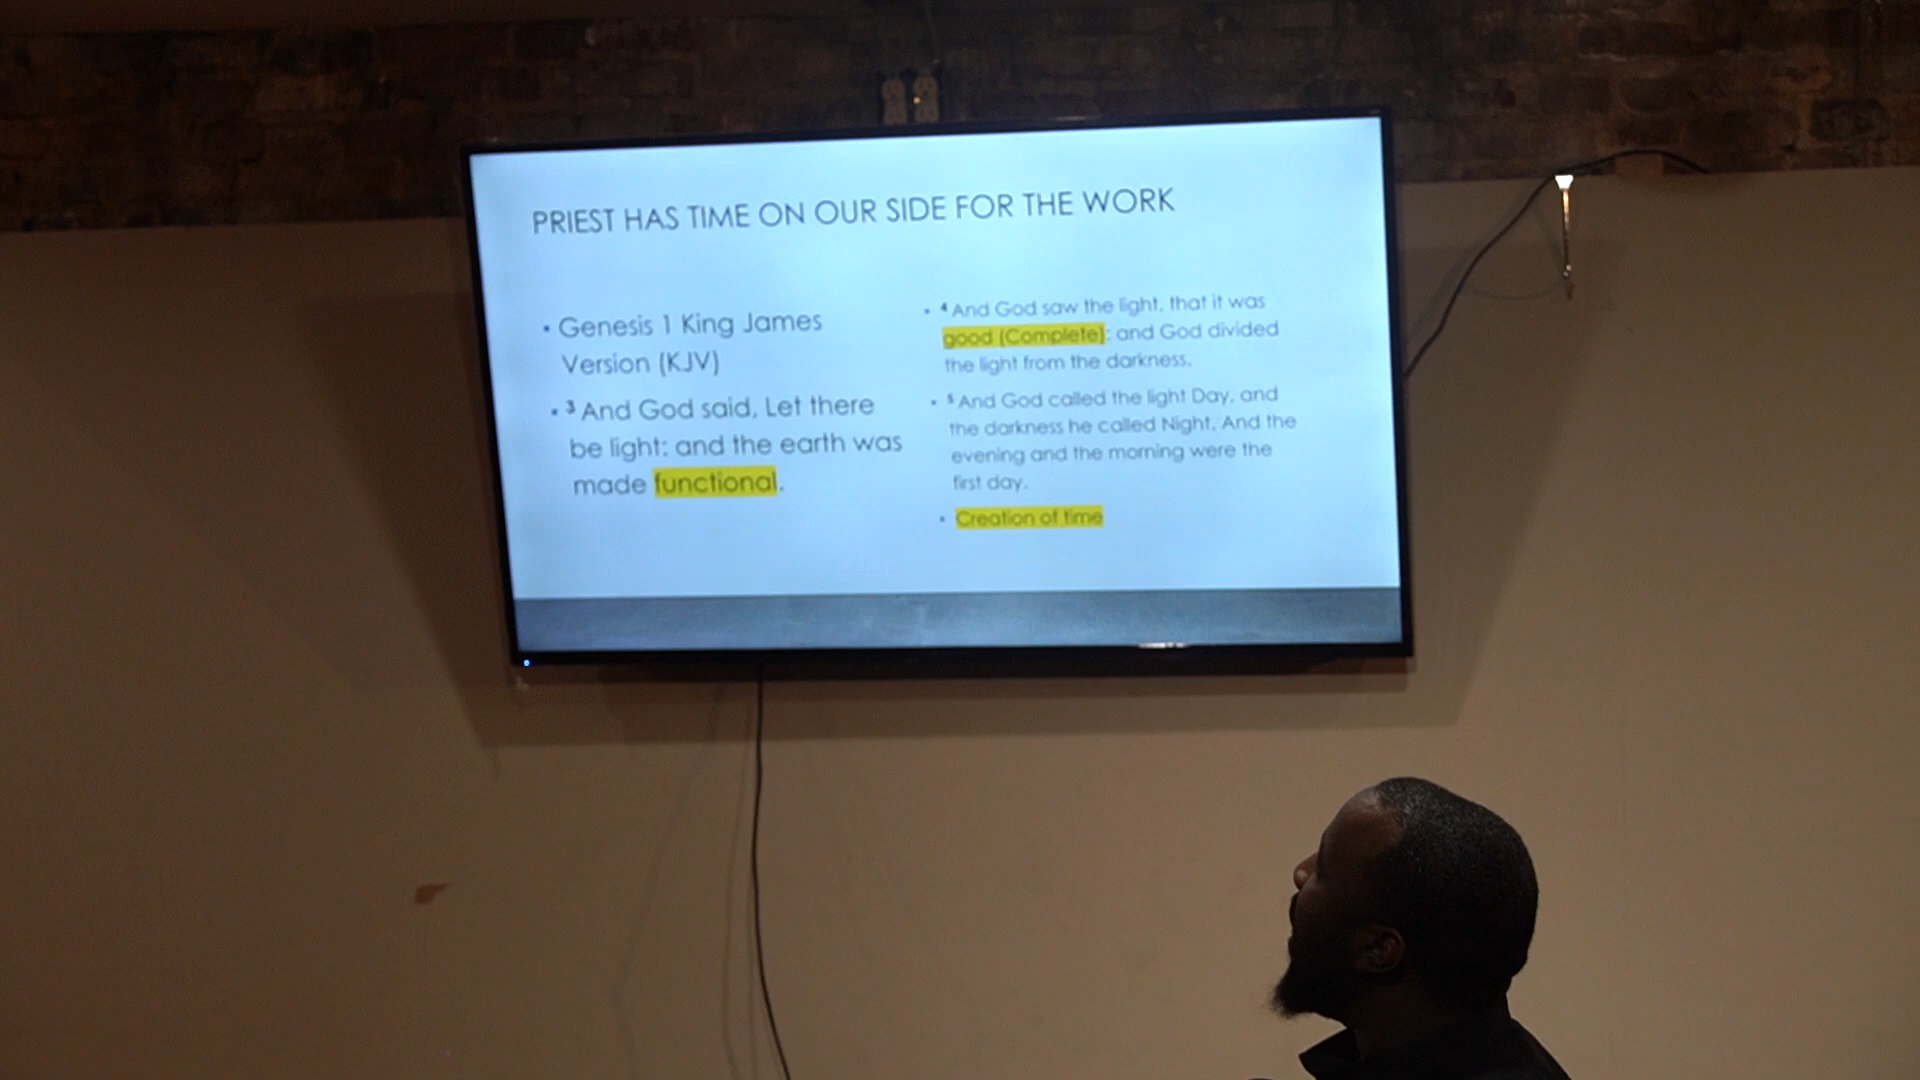 PRIEST HAS TIME ON OUR SIDE FOR THE WORK
• Genesis 1 King James
Version (KJV)
• ³ And God said, Let there
be light: and the earth was
made functional.
• ⁴ And God saw the light, that it was
good (Complete): and God divided
the light from the darkness.
• ⁵ And God called the light Day, and
the darkness he called Night. And the
evening and the morning were the
first day.
• Creation of time